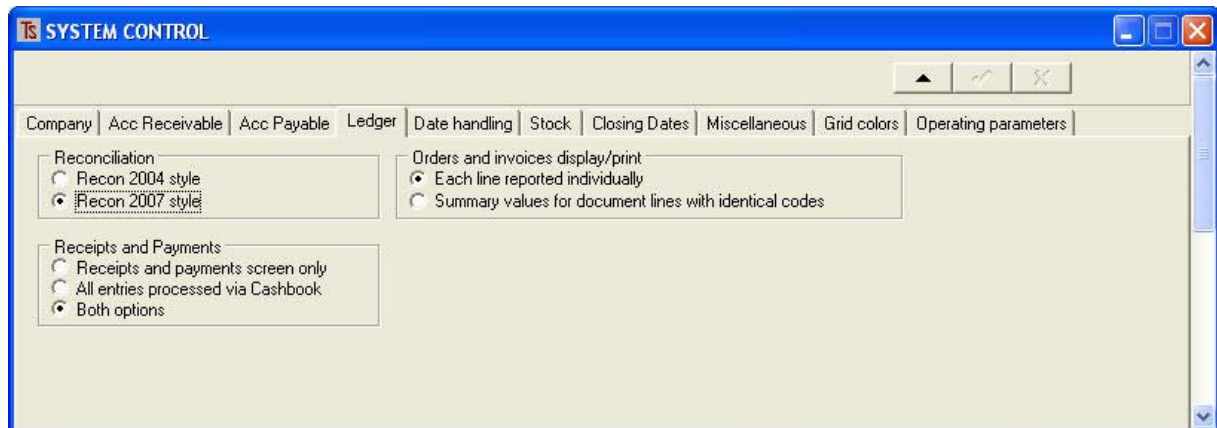 Ts SYSTEM CONTROL
Company Acc Receivable Acc Payable Ledger Date handling Stock Closing Dates Miscellaneous Grid colors Operating parameters
Reconciliation
Recon 2004 style
Recon 2007 style
Orders and invoices display/print
Each line reported individually
Summary values for document lines with identical codes
Receipts and Payments
Receipts and payments screen only
All entries processed via Cashbook
Both options